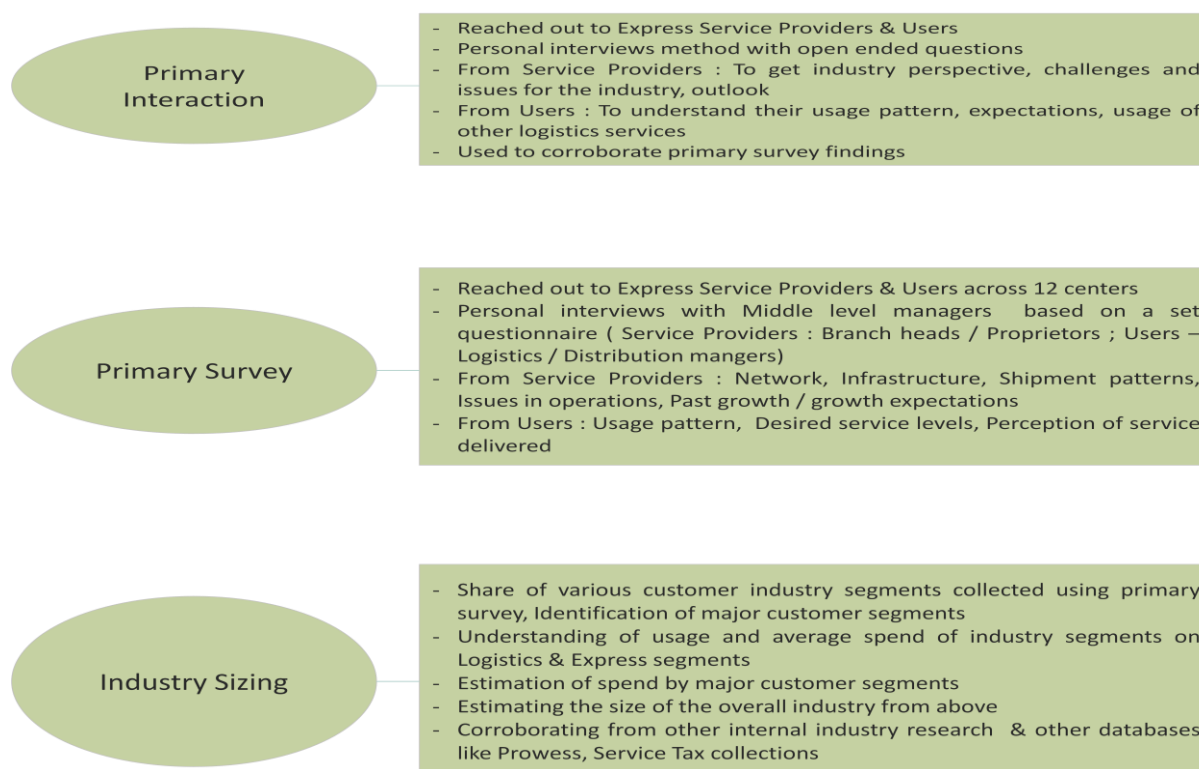 Primary
Interaction
- Reached out to Express Service Providers & Users
- Personal interviews method with open ended questions
- From Service Providers : To get industry perspective, challenges and
issues for the industry, outlook
- From Users : To understand their usage pattern, expectations, usage of
other logistics services
- Used to corroborate primary survey findings
Primary Survey
- Reached out to Express Service Providers & Users across 12 centers
- Personal interviews with Middle level managers based on a set
questionnaire ( Service Providers : Branch heads / Proprietors ; Users –
Logistics / Distribution mangers)
- From Service Providers : Network, Infrastructure, Shipment patterns,
Issues in operations, Past growth / growth expectations
- From Users : Usage pattern, Desired service levels, Perception of service
delivered
Industry Sizing
- Share of various customer industry segments collected using primary
survey, Identification of major customer segments
- Understanding of usage and average spend of industry segments on
Logistics & Express segments
- Estimation of spend by major customer segments
- Estimating the size of the overall industry from above
- Corroborating from other internal industry research & other databases
like Prowess, Service Tax collections